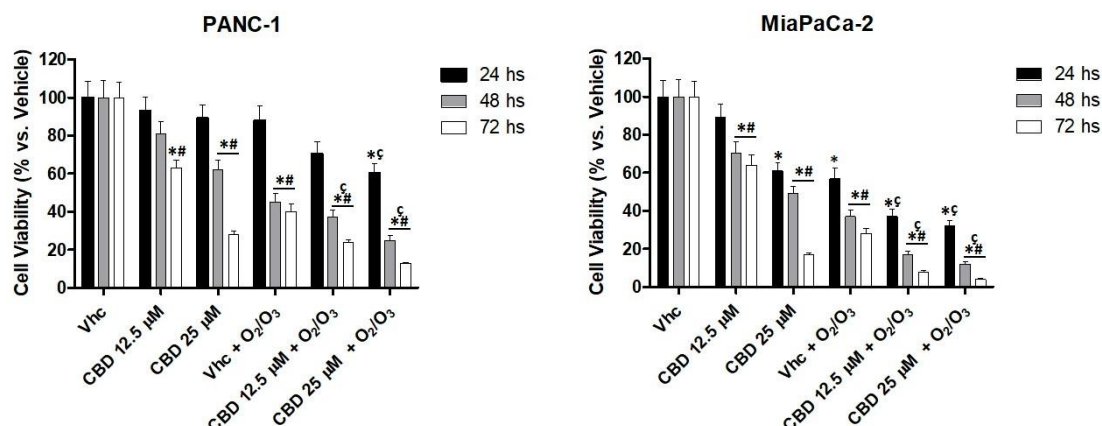 PANC-1
Cell Viability (% vs. Vehicle)
120
100
80
60
40
20
0
*#
*#
*#
ç
*#
*ç
ç
*#
24 hs
48 hs
72 hs
Vhc
CBD 12.5 µM
CBD 25 µM
Vhc + O₂/O₃
CBD 12.5 µM + O₂/O₃
CBD 25 µM + O₂/O₃
MiaPaCa-2
Cell Viability (% vs. Vehicle)
120
100
80
60
40
20
0
*#
*
*#
*
*#
*ç
ç
*#
*ç
ç
*#
24 hs
48 hs
72 hs
Vhc
CBD 12.5 µM
CBD 25 µM
Vhc + O₂/O₃
CBD 12.5 µM + O₂/O₃
CBD 25 µM + O₂/O₃